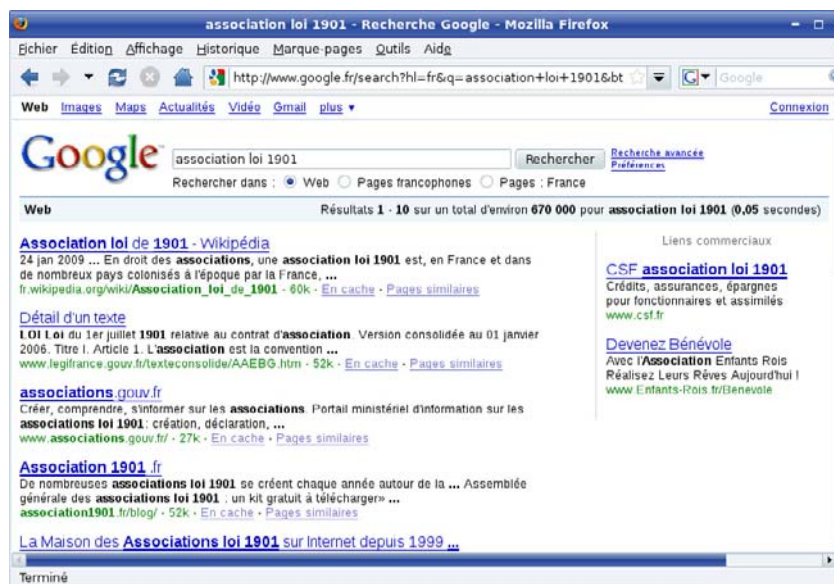 association loi 1901 - Recherche Google - Mozilla Firefox
Fichier Édition Affichage Historique Marque-pages Outils Aide
http://www.google.fr/search?hl=fr&q=association+loi+1901&bt
Google
Web Images Maps Actualités Vidéo Gmail plus ▾
Connexion
Google
association loi 1901
Rechercher
Recherche avancée
Préférences
Rechercher dans : Web Pages francophones Pages : France
Web
Résultats 1 - 10 sur un total d'environ 670 000 pour association loi 1901 (0,05 secondes)
Association loi de 1901 - Wikipédia
24 jan 2009 ... En droit des associations, une association loi 1901 est, en France et dans
de nombreux pays colonisés à l'époque par la France, ...
fr.wikipedia.org/wiki/Association_loi_de_1901 - 60k - En cache - Pages similaires
Détail d'un texte
LOI Loi du 1er juillet 1901 relative au contrat d'association. Version consolidée au 01 janvier
2006. Titre I. Article 1. L'association est la convention ...
www.legifrance.gouv.fr/texteconsolide/AAEBG.htm - 52k - En cache - Pages similaires
associations.gouv.fr
Créer, comprendre, s'informer sur les associations. Portail ministériel d'information sur les
associations loi 1901: création, déclaration, ...
www.associations.gouv.fr/ - 27k - En cache - Pages similaires
Association 1901 .fr
De nombreuses associations loi 1901 se créent chaque année autour de la ... Assemblée
générale des associations loi 1901 : un kit gratuit à télécharger» ...
association1901.fr/blog/ - 52k - En cache - Pages similaires
La Maison des Associations loi 1901 sur Internet depuis 1999 ...
Liens commerciaux
CSF association loi 1901
Crédits, assurances, épargnes
pour fonctionnaires et assimilés
www.csf.fr
Devenez Bénévole
Avec l'Association Enfants Rois
Réalisez Leurs Rêves Aujourd'hui !
www.Enfants-Rois.fr/Benevole
Terminé